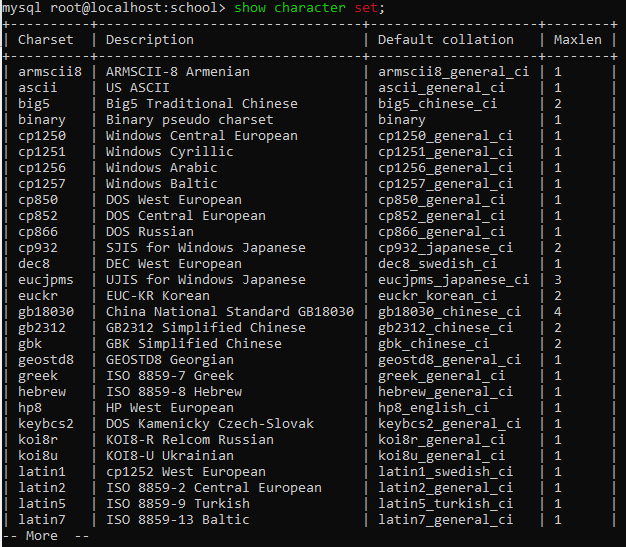 mysql root@localhost:school> show character set;
+----------+---------------------------------+---------------------+--------+
| Charset  | Description                     | Default collation   | Maxlen |
+----------+---------------------------------+---------------------+--------+
| armscii8 | ARMSCII-8 Armenian              | armscii8_general_ci | 1      |
| ascii    | US ASCII                        | ascii_general_ci    | 1      |
| big5     | Big5 Traditional Chinese        | big5_chinese_ci     | 2      |
| binary   | Binary pseudo charset           | binary              | 1      |
| cp1250   | Windows Central European        | cp1250_general_ci   | 1      |
| cp1251   | Windows Cyrillic                | cp1251_general_ci   | 1      |
| cp1256   | Windows Arabic                  | cp1256_general_ci   | 1      |
| cp1257   | Windows Baltic                  | cp1257_general_ci   | 1      |
| cp850    | DOS West European               | cp850_general_ci    | 1      |
| cp852    | DOS Central European            | cp852_general_ci    | 1      |
| cp866    | DOS Russian                     | cp866_general_ci    | 1      |
| cp932    | SJIS for Windows Japanese       | cp932_japanese_ci   | 2      |
| dec8     | DEC West European               | dec8_swedish_ci     | 1      |
| eucjpms  | UJIS for Windows Japanese       | eucjpms_japanese_ci | 3      |
| euckr    | EUC-KR Korean                   | euckr_korean_ci     | 2      |
| gb18030  | China National Standard GB18030 | gb18030_chinese_ci  | 4      |
| gb2312   | GB2312 Simplified Chinese       | gb2312_chinese_ci   | 2      |
| gbk      | GBK Simplified Chinese          | gbk_chinese_ci      | 2      |
| geostd8  | GEOSTD8 Georgian                | geostd8_general_ci  | 1      |
| greek    | ISO 8859-7 Greek                | greek_general_ci    | 1      |
| hebrew   | ISO 8859-8 Hebrew               | hebrew_general_ci   | 1      |
| hp8      | HP West European                | hp8_english_ci      | 1      |
| keybcs2  | DOS Kamenicky Czech-Slovak      | keybcs2_general_ci  | 1      |
| koi8r    | KOI8-R Relcom Russian           | koi8r_general_ci    | 1      |
| koi8u    | KOI8-U Ukrainian                | koi8u_general_ci    | 1      |
| latin1   | cp1252 West European            | latin1_swedish_ci   | 1      |
| latin2   | ISO 8859-2 Central European     | latin2_general_ci   | 1      |
| latin5   | ISO 8859-9 Turkish              | latin5_turkish_ci   | 1      |
| latin7   | ISO 8859-13 Baltic              | latin7_general_ci   | 1      |
-- More  --